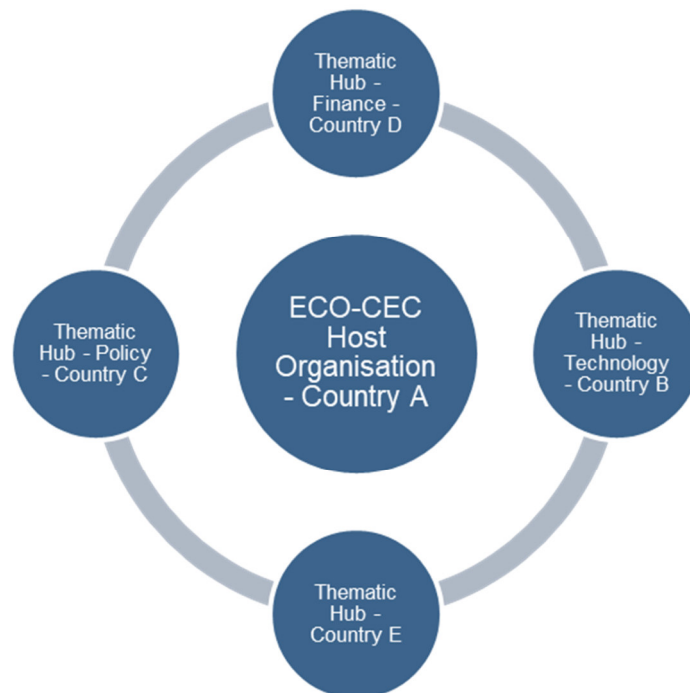 Thematic
Hub -
Finance -
Country D
ECO-CEC
Host
Organisation
- Country A
Thematic
Hub - Policy
- Country C
Thematic
Hub -
Technology
- Country B
Thematic
Hub -
Country E